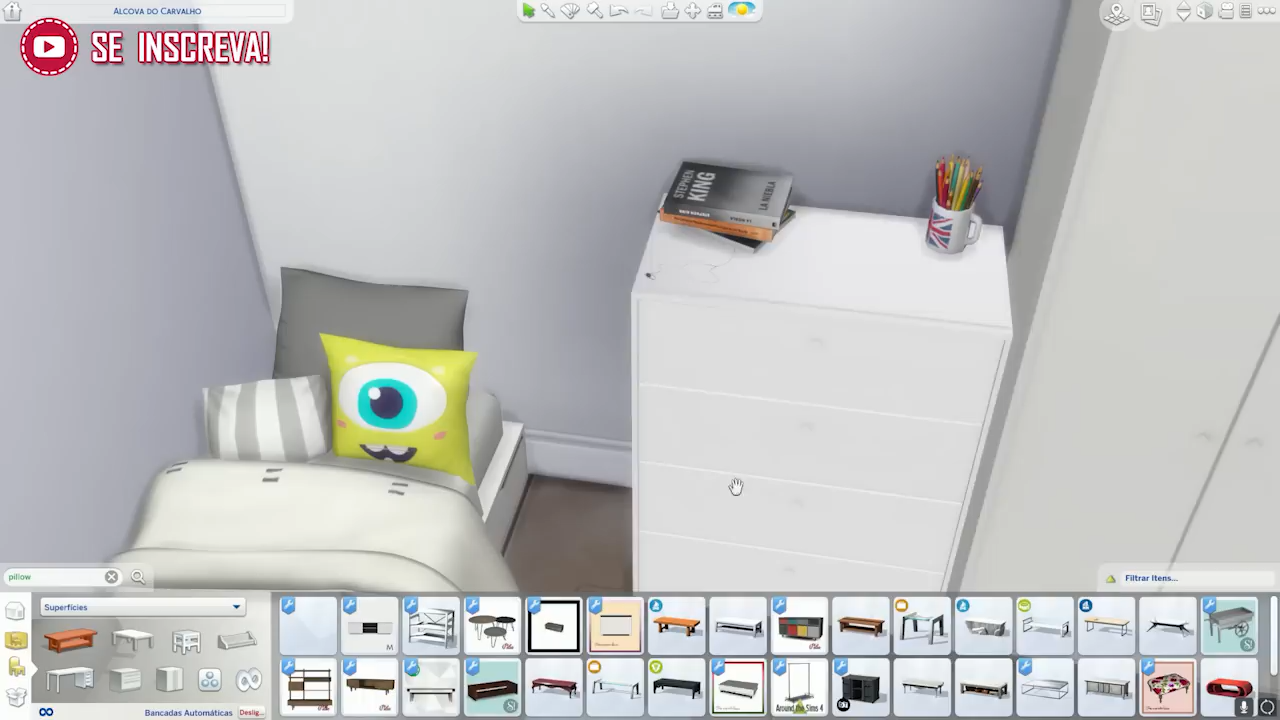 ALCOVA DO CARVALHO
SE INSCREVA!
STEPHEN
KING
LA NIEBLA
pillow
Filtrar Itens...
Superfícies
M
Around the Sims 4
Bancadas Automáticas
Deslig...